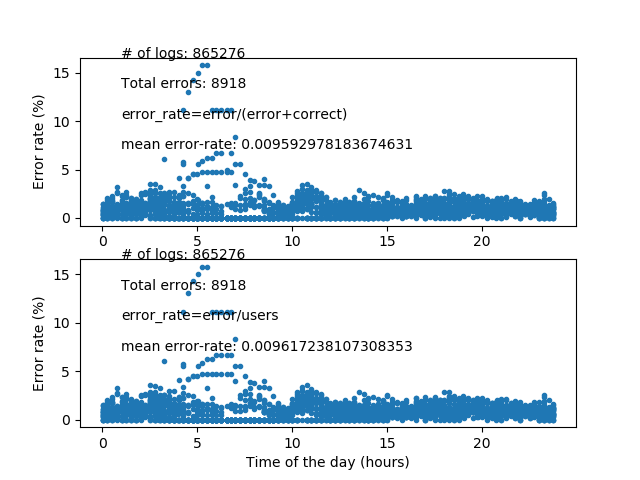 # of logs: 865276
15
Total errors: 8918
10
error_rate=error/(error+correct)
mean error-rate: 0.009592978183674631
5
0
Error rate (%)
0 5 10 15 20
# of logs: 865276
15
Total errors: 8918
10
error_rate=error/users
mean error-rate: 0.009617238107308353
5
0
Error rate (%)
0 5 10 15 20
Time of the day (hours)